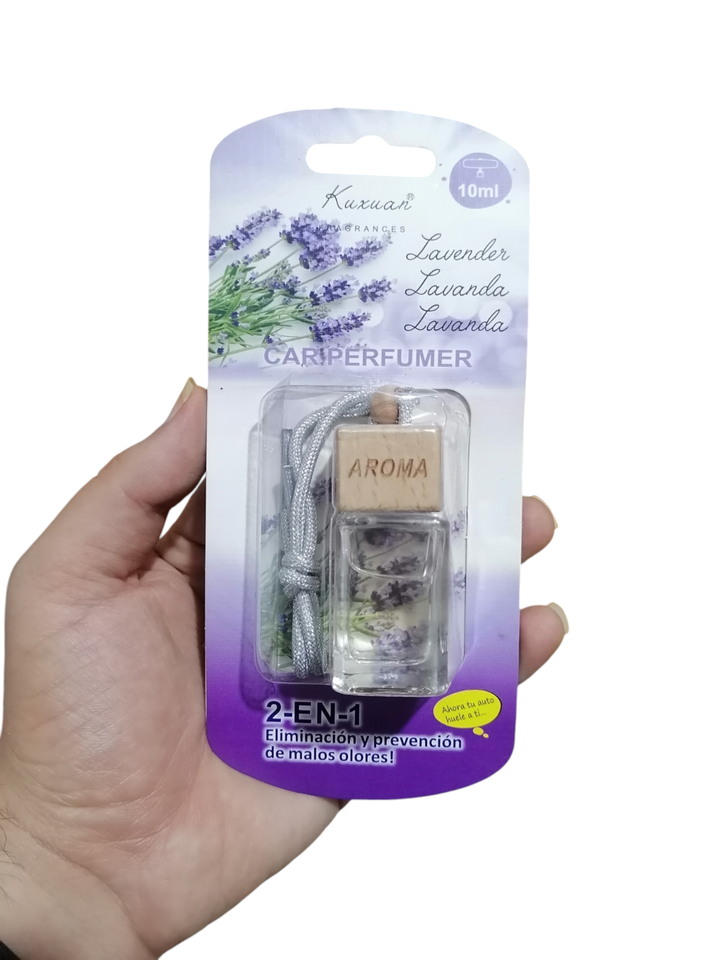 10ml
Kuxuan®
FRAGRANCES
Lavender
Lavanda
Lavanda
CAR PERFUMER
AROMA
2-EN-1
Eliminación y prevención
de malos olores!
Ahora tu auto
huele a ti...